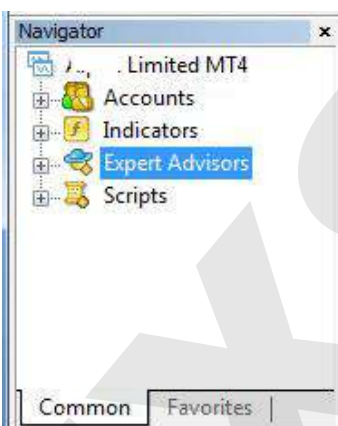 Navigator
Limited MT4
Accounts
Indicators
Expert Advisors
Scripts
Common Favorites